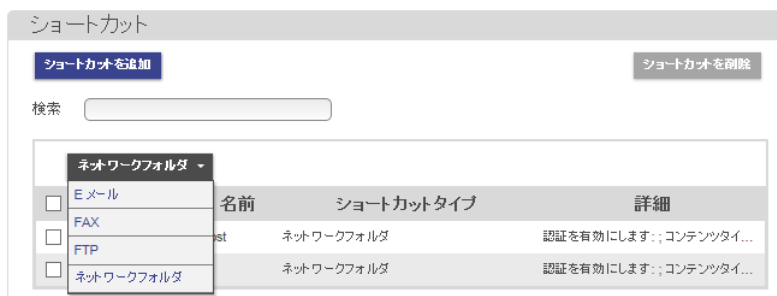 ショートカット
ショートカットを追加 ショートカットを削除
検索
ネットワークフォルダ
Eメール
名前 ショートカットタイプ 詳細
FAX
ost ネットワークフォルダ 認証を有効にします: ; コンテンツタイ...
FTP
ネットワークフォルダ
ネットワークフォルダ 認証を有効にします: ; コンテンツタイ...